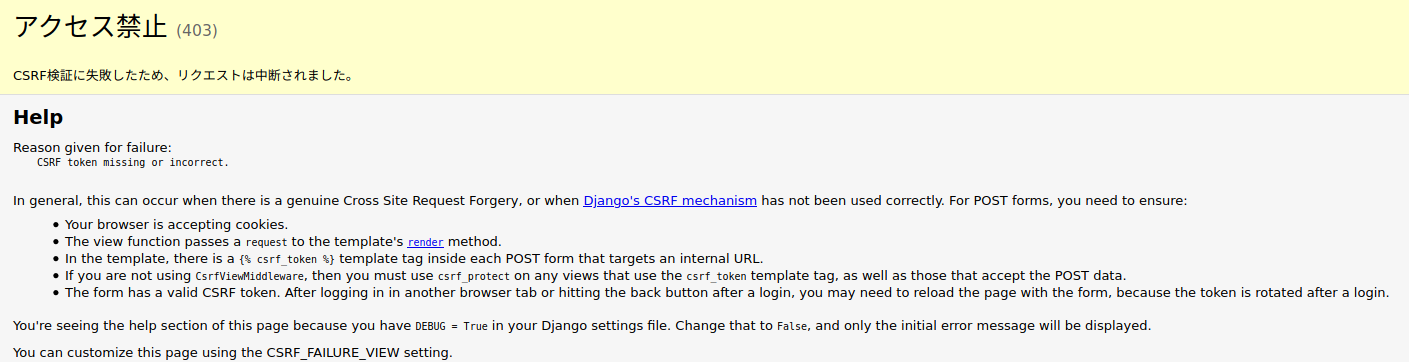 アクセス禁止 (403)
CSRF検証に失敗したため、リクエストは中断されました。
Help
Reason given for failure:
CSRF token missing or incorrect.
In general, this can occur when there is a genuine Cross Site Request Forgery, or when Django's CSRF mechanism has not been used correctly. For POST forms, you need to ensure:
• Your browser is accepting cookies.
• The view function passes a request to the template's render method.
• In the template, there is a {% csrf_token %} template tag inside each POST form that targets an internal URL.
• If you are not using CsrfViewMiddleware, then you must use csrf_protect on any views that use the csrf_token template tag, as well as those that accept the POST data.
• The form has a valid CSRF token. After logging in in another browser tab or hitting the back button after a login, you may need to reload the page with the form, because the token is rotated after a login.
You're seeing the help section of this page because you have DEBUG = True in your Django settings file. Change that to False, and only the initial error message will be displayed.
You can customize this page using the CSRF_FAILURE_VIEW setting.